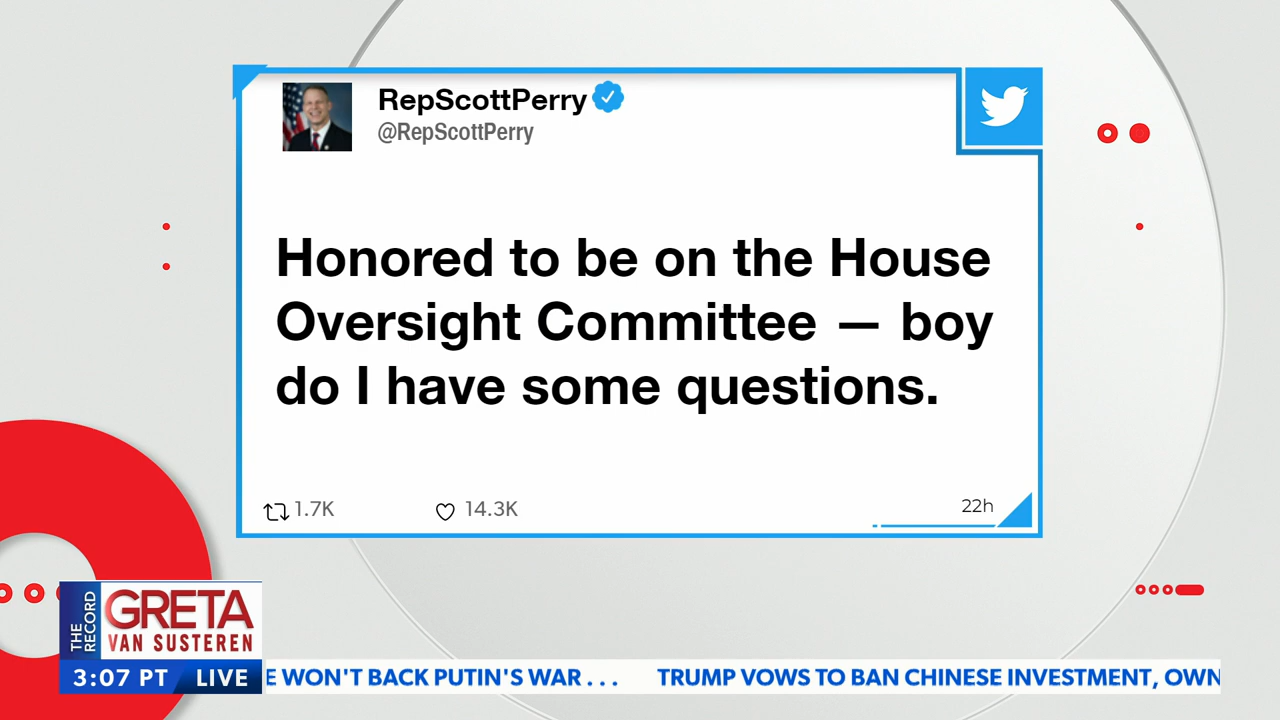 RepScottPerry
@RepScottPerry
Honored to be on the House
Oversight Committee — boy
do I have some questions.
1.7K 14.3K 22h
THE RECORD
GRETA
VAN SUSTEREN
3:07 PT LIVE E WON'T BACK PUTIN'S WAR . . . TRUMP VOWS TO BAN CHINESE INVESTMENT, OWN